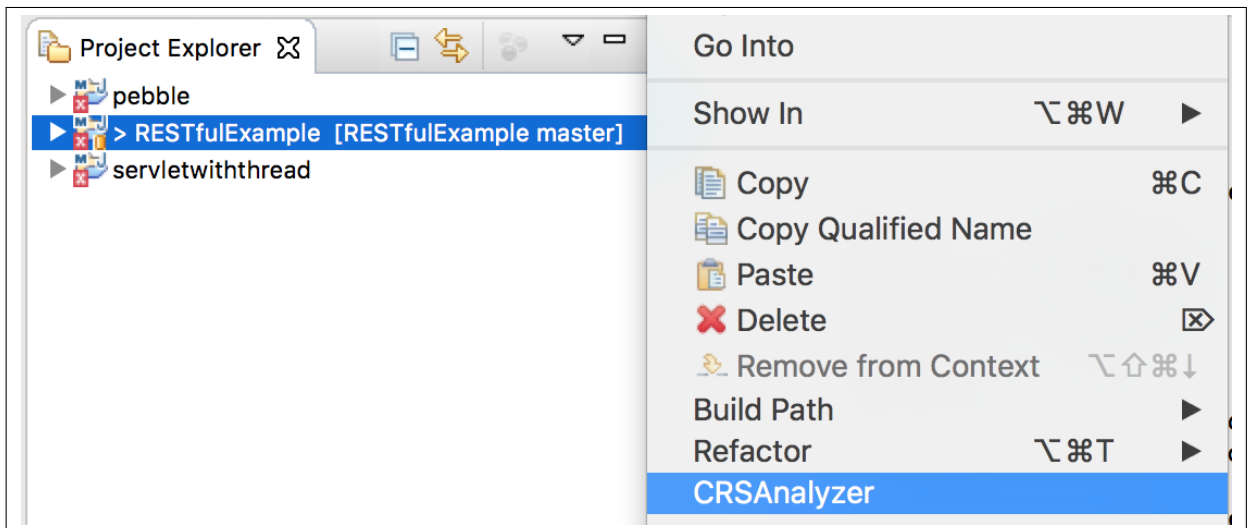 Project Explorer
pebble
> RESTfulExample [RESTfulExample master]
servletwiththread
Go Into
Show In ⌥⌘W ▶
Copy ⌘C
Copy Qualified Name
Paste ⌘V
Delete ⌦
Remove from Context ⌥⇧⌘↓
Build Path ▶
Refactor ⌥⌘T ▶
CRSAnalyzer